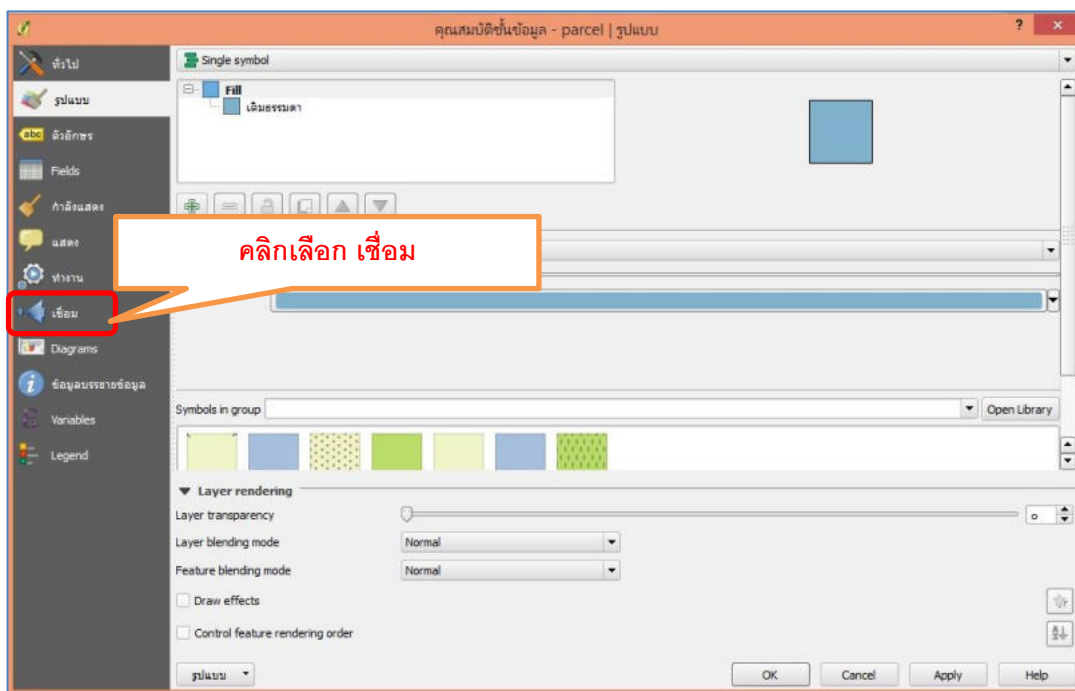 คุณสมบัติชั้นข้อมูล - parcel | รูปแบบ
?
ทั่วไป
รูปแบบ
abc ตัวอักษร
Fields
กำลังแสดง
แสดง
ทำงาน
เชื่อม
Diagrams
ข้อมูลบรรยายข้อมูล
Variables
Legend
Single symbol
Fill
เติมธรรมดา
คลิกเลือก เชื่อม
Symbols in group
Open Library
Layer rendering
Layer transparency
0
Layer blending mode
Normal
Feature blending mode
Normal
Draw effects
Control feature rendering order
รูปแบบ
OK
Cancel
Apply
Help